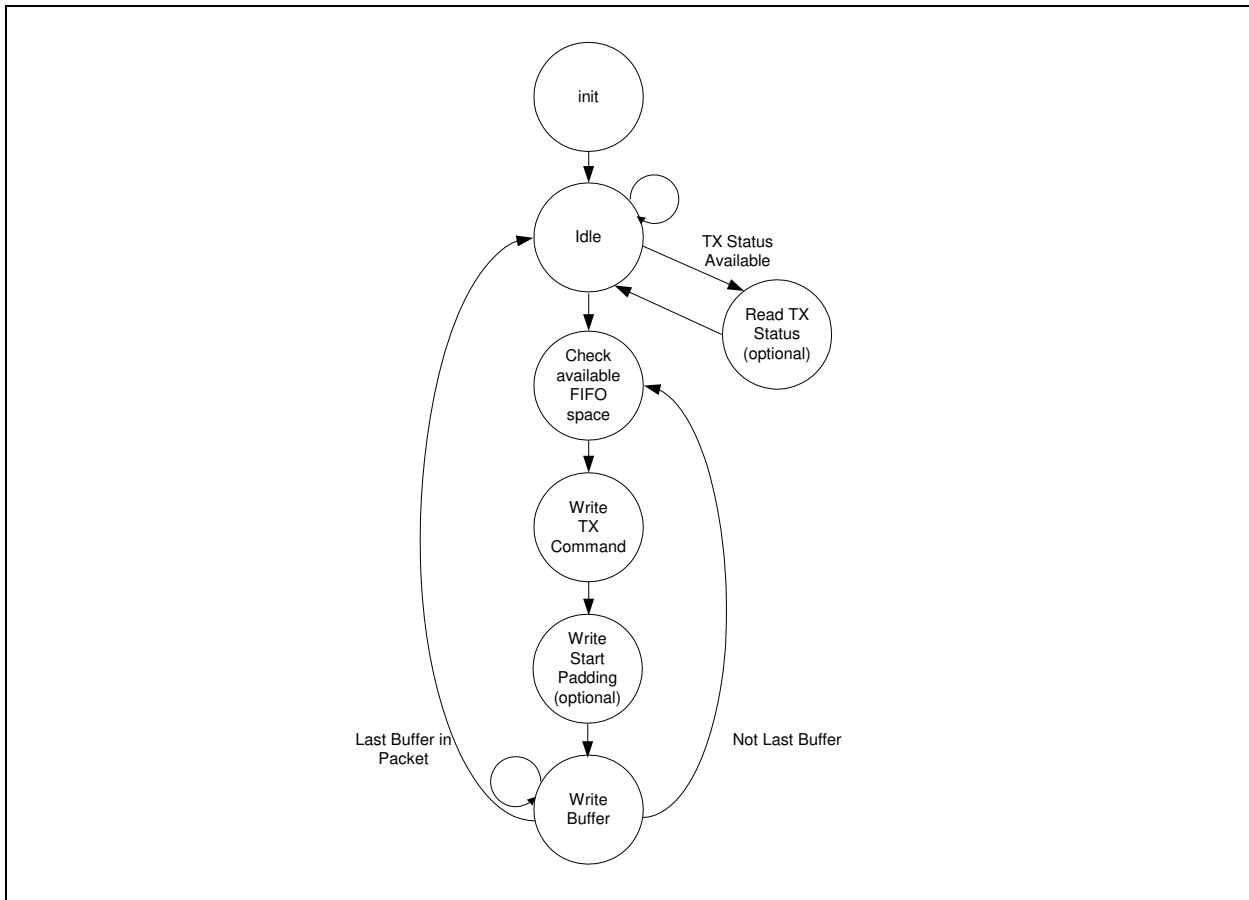 init
Idle
TX Status
Available
Read TX
Status
(optional)
Check
available
FIFO
space
Write
TX
Command
Write
Start
Padding
(optional)
Last Buffer in
Packet
Not Last Buffer
Write
Buffer